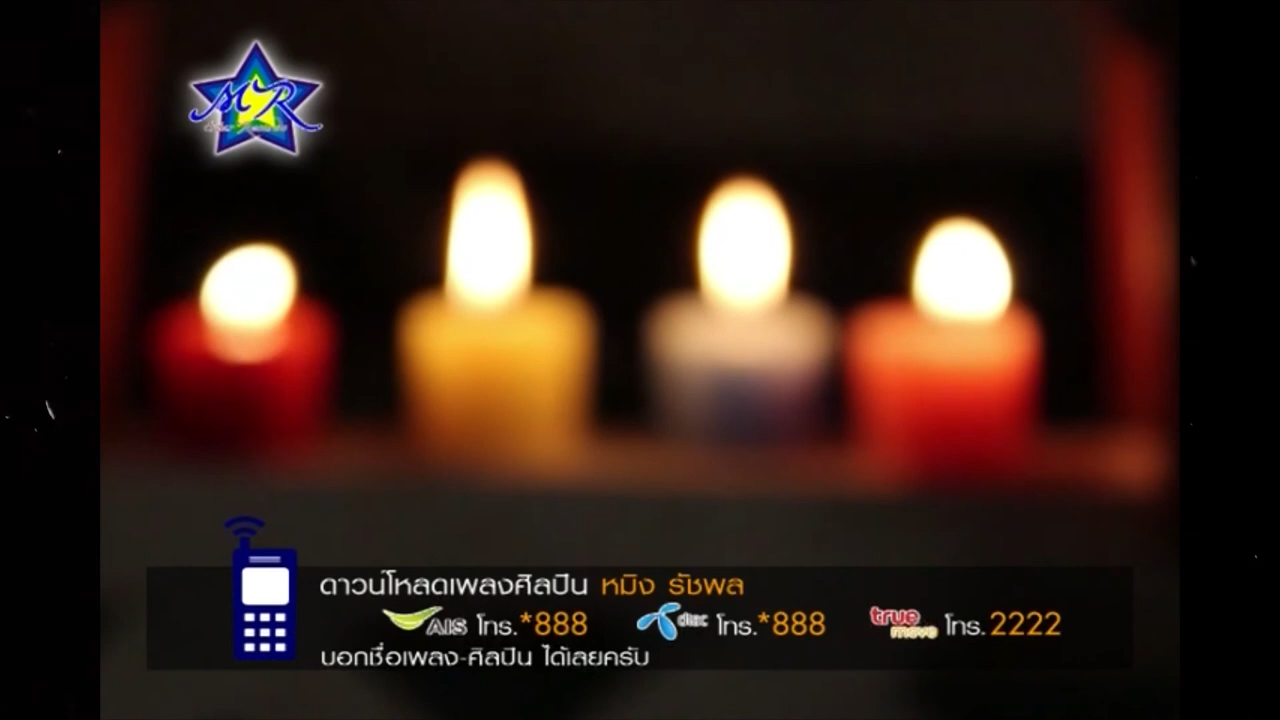 MR
ดาวน์โหลดเพลงศิลปิน หมิง รัชพล
AIS โทร.*888 dtac โทร.*888 true move โทร. 2222
บอกชื่อเพลง-ศิลปิน ได้เลยครับ